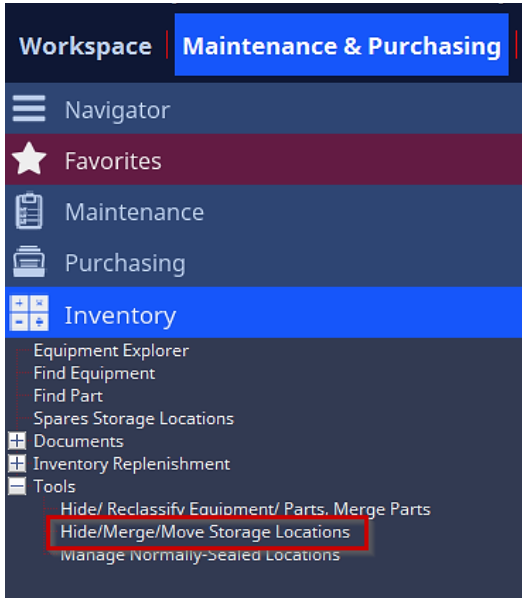 Workspace
Maintenance & Purchasing
Navigator
Favorites
Maintenance
Purchasing
Inventory
Equipment Explorer
Find Equipment
Find Part
Spares Storage Locations
Documents
Inventory Replenishment
Tools
Hide/ Reclassify Equipment/ Parts. Merge Parts
Hide/Merge/Move Storage Locations
Manage Normally-Sealed Locations